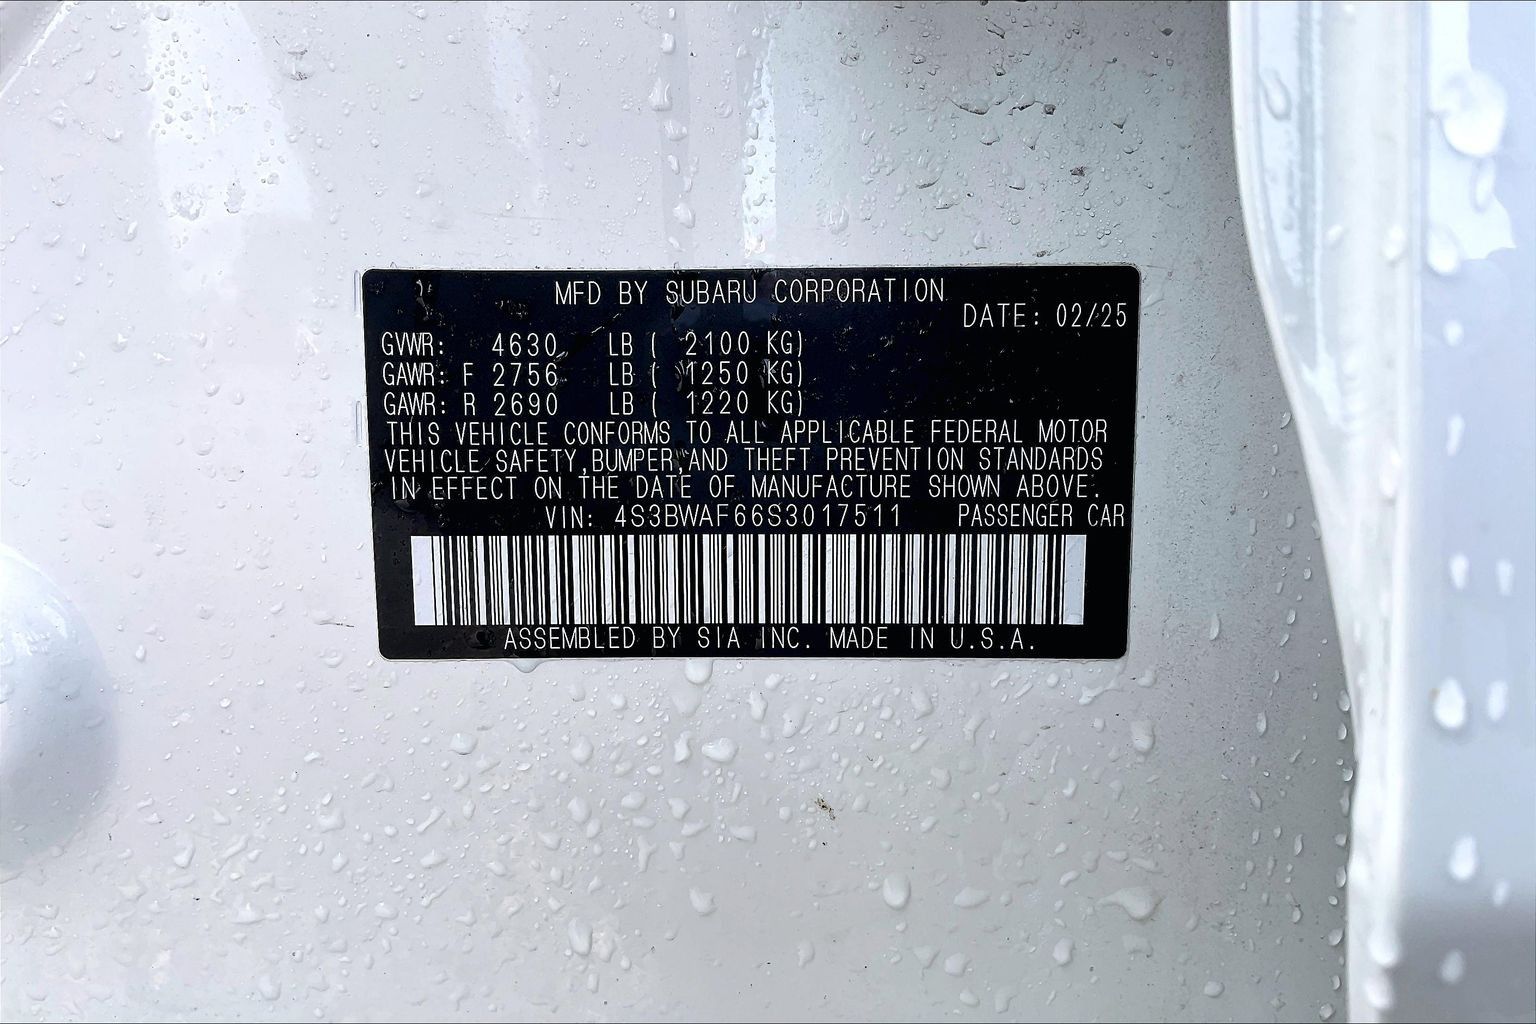 MFD BY SUBARU CORPORATION
DATE: 02/25
GVWR: 4630 LB ( 2100 KG)
GAWR: F 2756 LB ( 1250 KG)
GAWR: R 2690 LB ( 1220 KG)
THIS VEHICLE CONFORMS TO ALL APPLICABLE FEDERAL MOTOR
VEHICLE SAFETY,BUMPER,AND THEFT PREVENTION STANDARDS
IN EFFECT ON THE DATE OF MANUFACTURE SHOWN ABOVE.
VIN: 4S3BWAF66S3017511 PASSENGER CAR
ASSEMBLED BY SIA INC. MADE IN U.S.A.